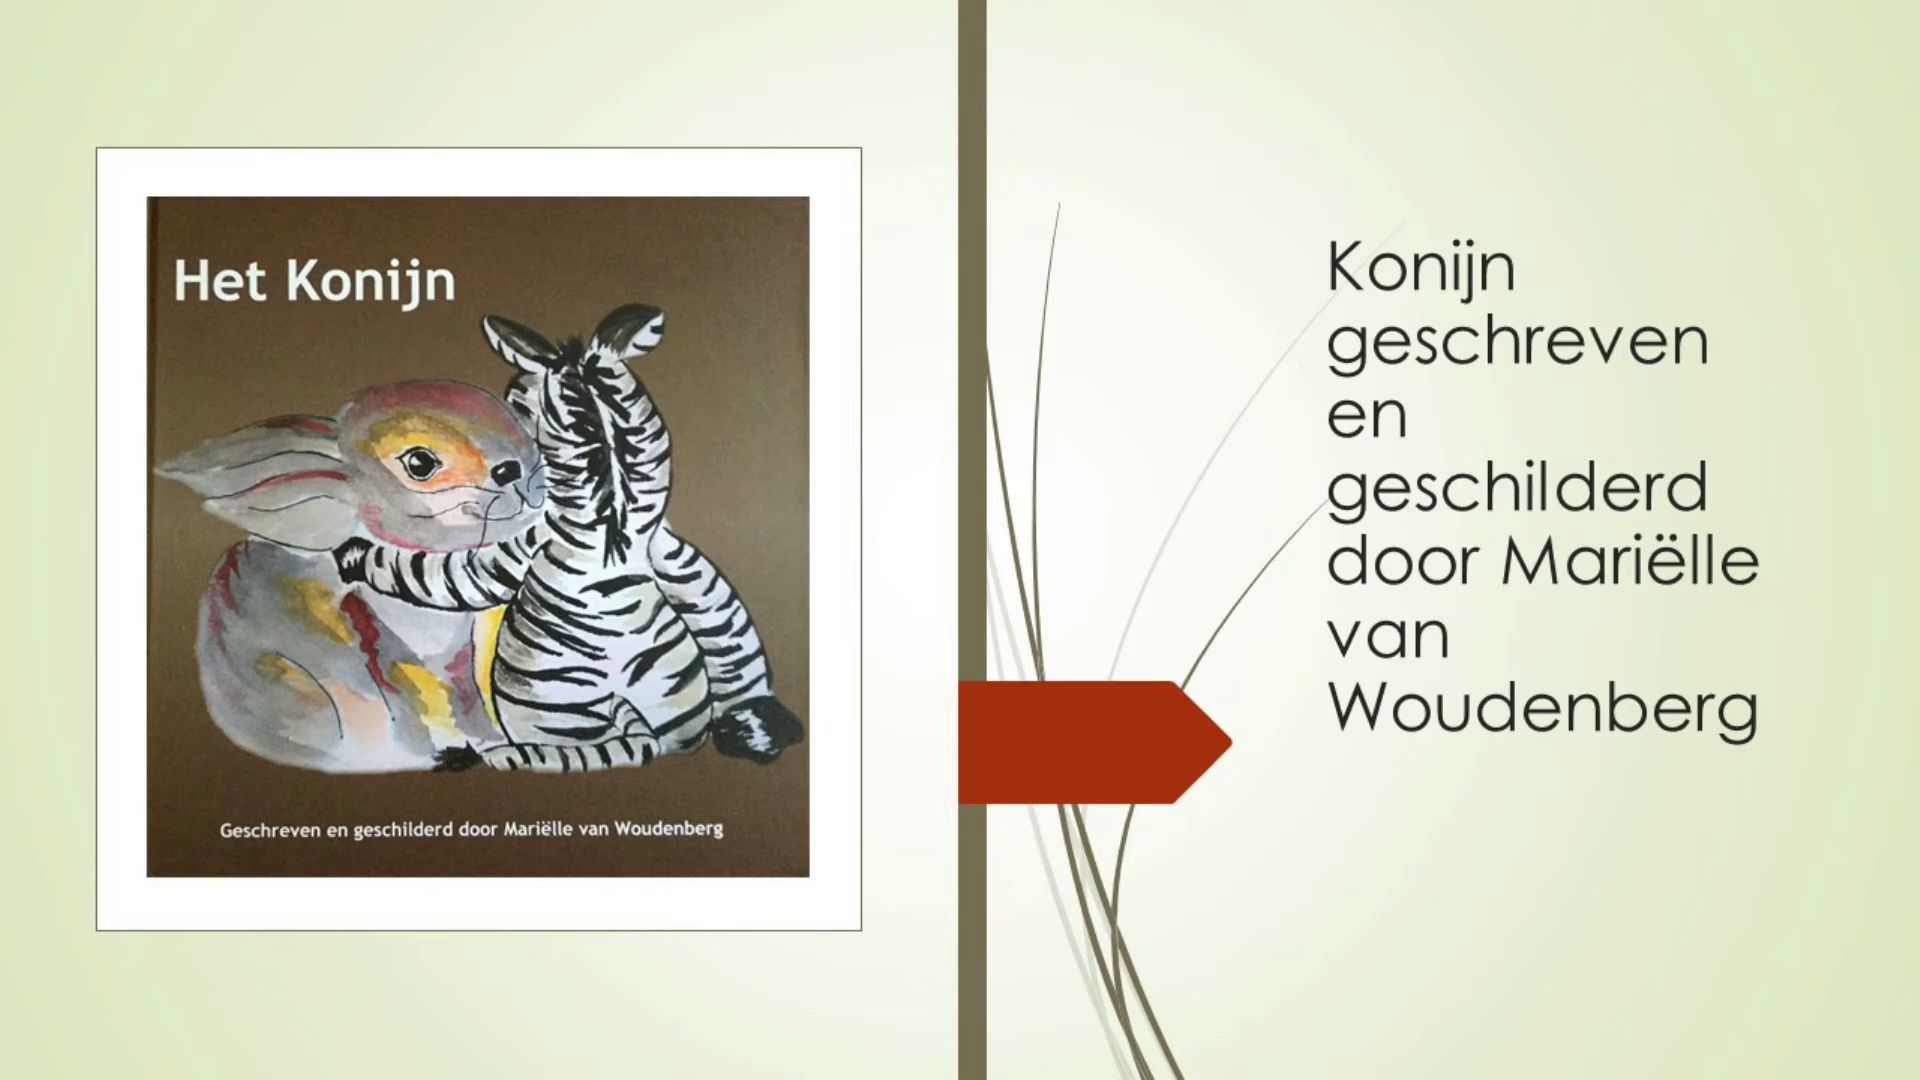 Het Konijn
Geschreven en geschilderd door Mariëlle van Woudenberg
Konijn
geschreven
en
geschilderd
door Mariëlle
van
Woudenberg